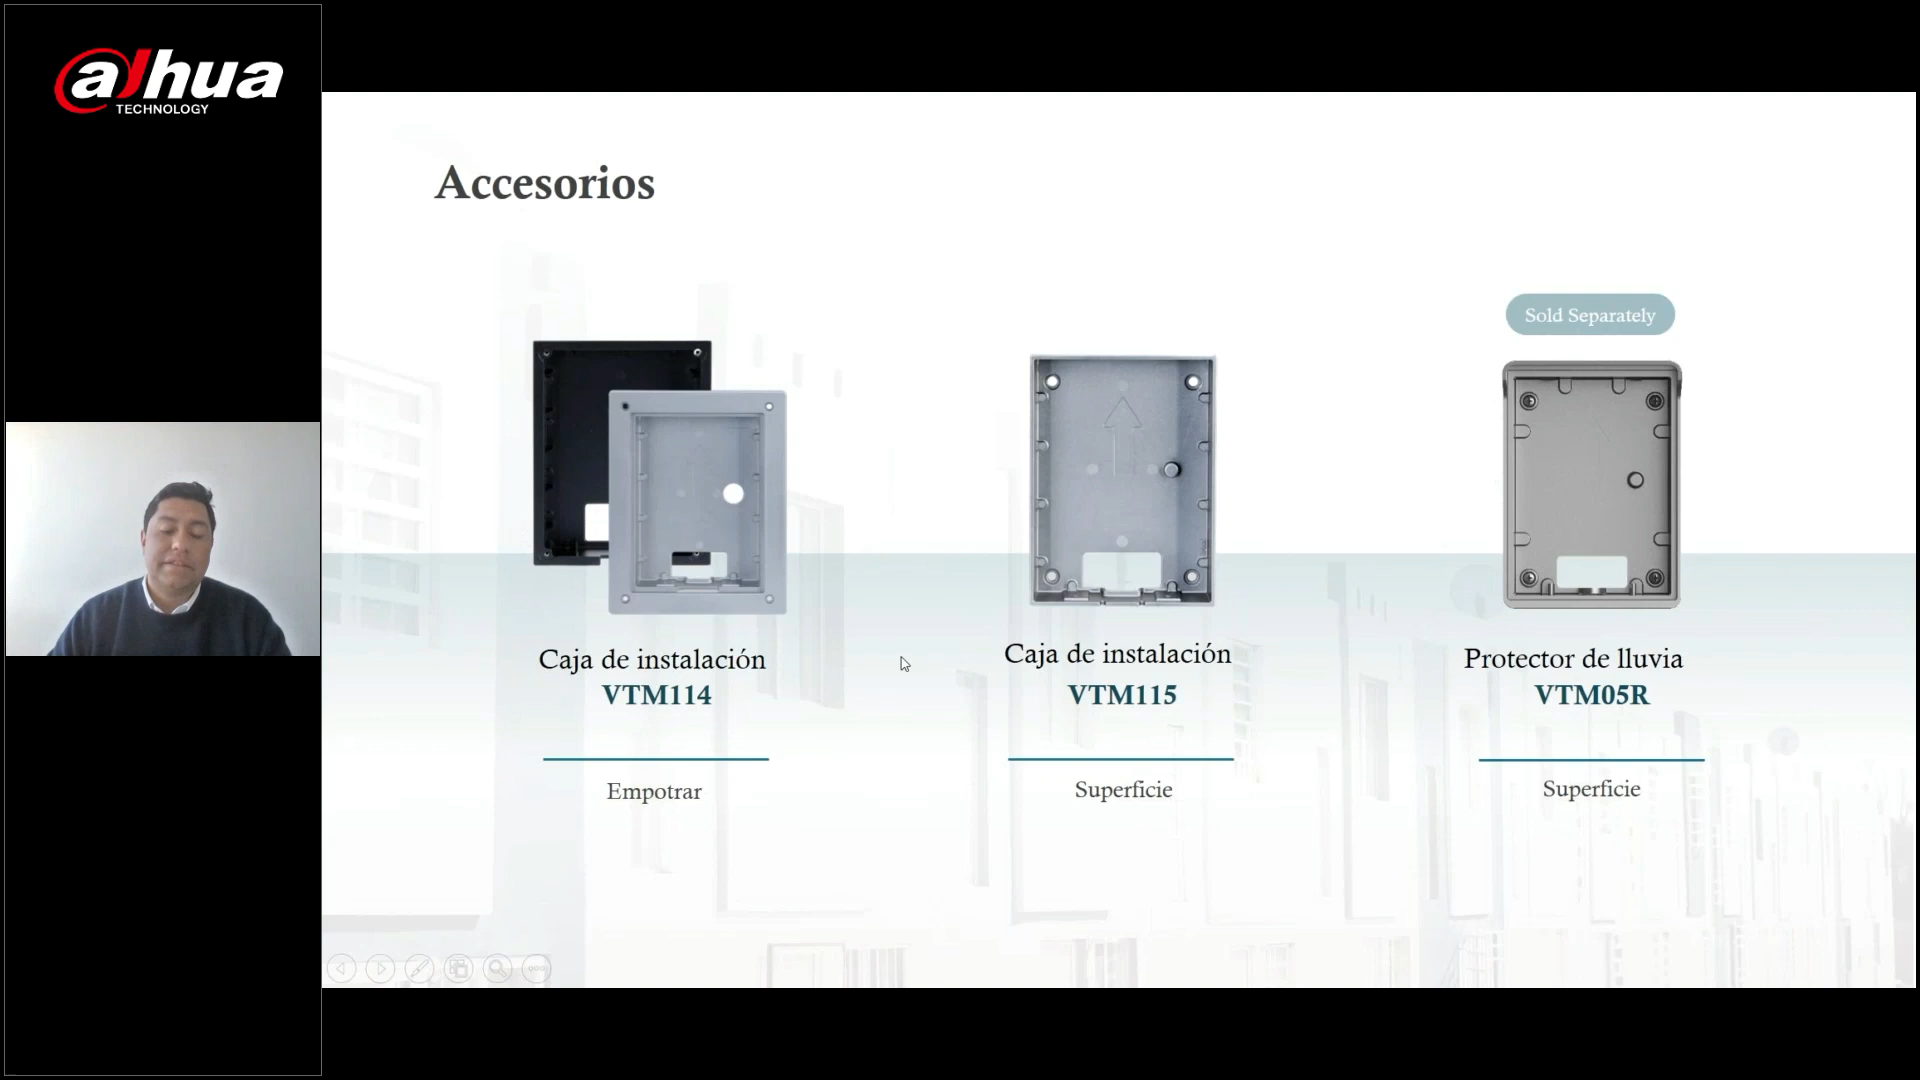 alhua
TECHNOLOGY
Accesorios
Sold Separately
Caja de instalación
VTM114
Empotrar
Caja de instalación
VTM115
Superficie
Protector de lluvia
VTM05R
Superficie